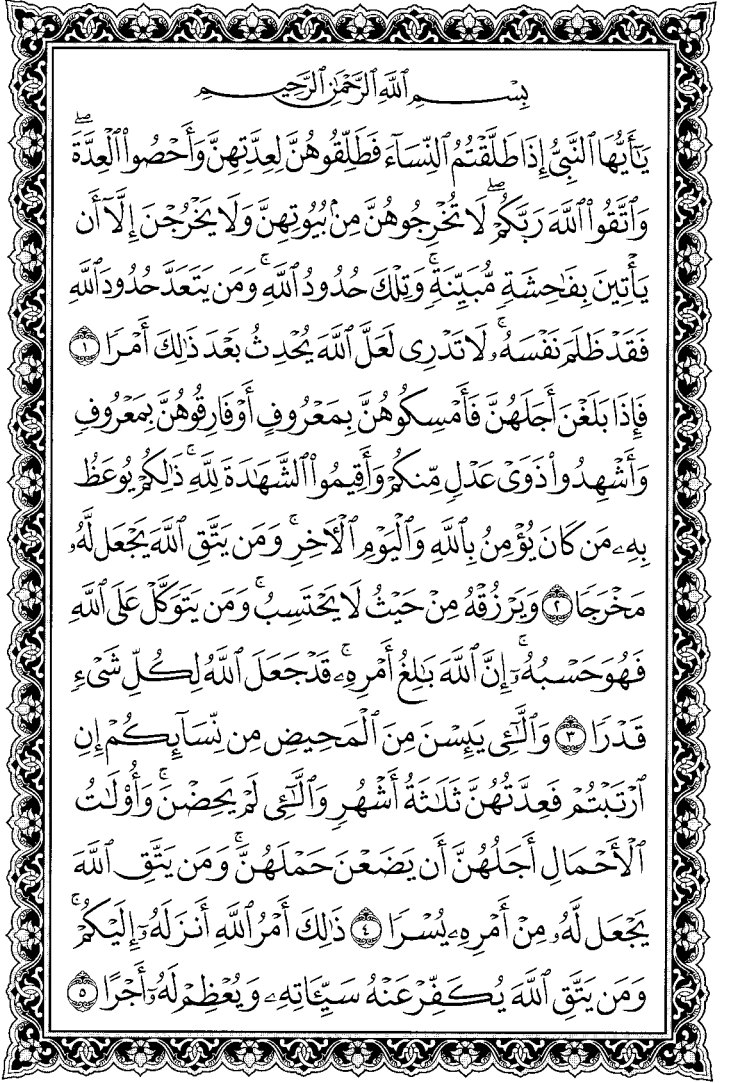 بِسْمِ ٱللَّهِ ٱلرَّحْمَٰنِ ٱلرَّحِيمِ
يَٰٓأَيُّهَا ٱلنَّبِىُّ إِذَا طَلَّقْتُمُ ٱلنِّسَآءَ فَطَلِّقُوهُنَّ لِعِدَّتِهِنَّ وَأَحْصُوا۟ ٱلْعِدَّةَ ۖ
وَٱتَّقُوا۟ ٱللَّهَ رَبَّكُمْ ۖ لَا تُخْرِجُوهُنَّ مِنۢ بُيُوتِهِنَّ وَلَا يَخْرُجْنَ إِلَّآ أَن
يَأْتِينَ بِفَٰحِشَةٍ مُّبَيِّنَةٍ ۚ وَتِلْكَ حُدُودُ ٱللَّهِ ۚ وَمَن يَتَعَدَّ حُدُودَ ٱللَّهِ
فَقَدْ ظَلَمَ نَفْسَهُۥ ۚ لَا تَدْرِى لَعَلَّ ٱللَّهَ يُحْدِثُ بَعْدَ ذَٰلِكَ أَمْرًا ١
فَإِذَا بَلَغْنَ أَجَلَهُنَّ فَأَمْسِكُوهُنَّ بِمَعْرُوفٍ أَوْ فَارِقُوهُنَّ بِمَعْرُوفٍ
وَأَشْهِدُوا۟ ذَوَىْ عَدْلٍ مِّنكُمْ وَأَقِيمُوا۟ ٱلشَّهَٰدَةَ لِلَّهِ ۚ ذَٰلِكُمْ يُوعَظُ
بِهِۦ مَن كَانَ يُؤْمِنُ بِٱللَّهِ وَٱلْيَوْمِ ٱلْءَاخِرِ ۚ وَمَن يَتَّقِ ٱللَّهَ يَجْعَل لَّهُۥ
مَخْرَجًا ٢ وَيَرْزُقْهُ مِنْ حَيْثُ لَا يَحْتَسِبُ ۚ وَمَن يَتَوَكَّلْ عَلَى ٱللَّهِ
فَهُوَ حَسْبُهُۥٓ ۚ إِنَّ ٱللَّهَ بَٰلِغُ أَمْرِهِۦ ۚ قَدْ جَعَلَ ٱللَّهُ لِكُلِّ شَىْءٍ
قَدْرًا ٣ وَٱلَّٰٓـِٔى يَئِسْنَ مِنَ ٱلْمَحِيضِ مِن نِّسَآئِكُمْ إِنِ
ٱرْتَبْتُمْ فَعِدَّتُهُنَّ ثَلَٰثَةُ أَشْهُرٍ وَٱلَّٰٓـِٔى لَمْ يَحِضْنَ ۚ وَأُو۟لَٰتُ
ٱلْأَحْمَالِ أَجَلُهُنَّ أَن يَضَعْنَ حَمْلَهُنَّ ۚ وَمَن يَتَّقِ ٱللَّهَ
يَجْعَل لَّهُۥ مِنْ أَمْرِهِۦ يُسْرًا ٤ ذَٰلِكَ أَمْرُ ٱللَّهِ أَنزَلَهُۥٓ إِلَيْكُمْ ۚ
وَمَن يَتَّقِ ٱللَّهَ يُكَفِّرْ عَنْهُ سَيِّـَٔاتِهِۦ وَيُعْظِمْ لَهُۥٓ أَجْرًا ٥